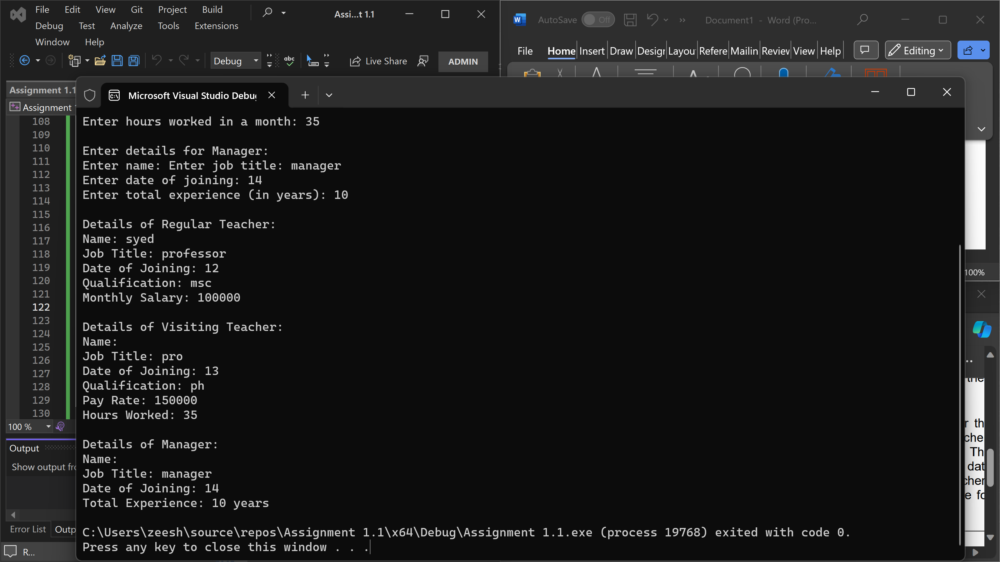 File Edit View Git Project Build
Debug Test Analyze Tools Extensions
Window Help
Assi...t 1.1
Debug
abc
Live Share
ADMIN
AutoSave Off Document1 - Word (Pro...
File Home Insert Draw Design Layou Refere Mailin Review View Help Editing
Assignment 1.1
Assignment 1
Microsoft Visual Studio Debu
108
109
110
111
112
113
114
115
116
117
118
119
120
121
122
123
124
125
126
127
128
129
130
100 %
Output
Show output fro
Error List Outp
R...
Enter hours worked in a month: 35
Enter details for Manager:
Enter name: Enter job title: manager
Enter date of joining: 14
Enter total experience (in years): 10
Details of Regular Teacher:
Name: syed
Job Title: professor
Date of Joining: 12
Qualification: msc
Monthly Salary: 100000
Details of Visiting Teacher:
Name:
Job Title: pro
Date of Joining: 13
Qualification: ph
Pay Rate: 150000
Hours Worked: 35
Details of Manager:
Name:
Job Title: manager
Date of Joining: 14
Total Experience: 10 years
C:\Users\zeesh\source\repos\Assignment 1.1\x64\Debug\Assignment 1.1.exe (process 19768) exited with code 0.
Press any key to close this window . . .
100%
the
r th
che
Th
dat
cher
e fo